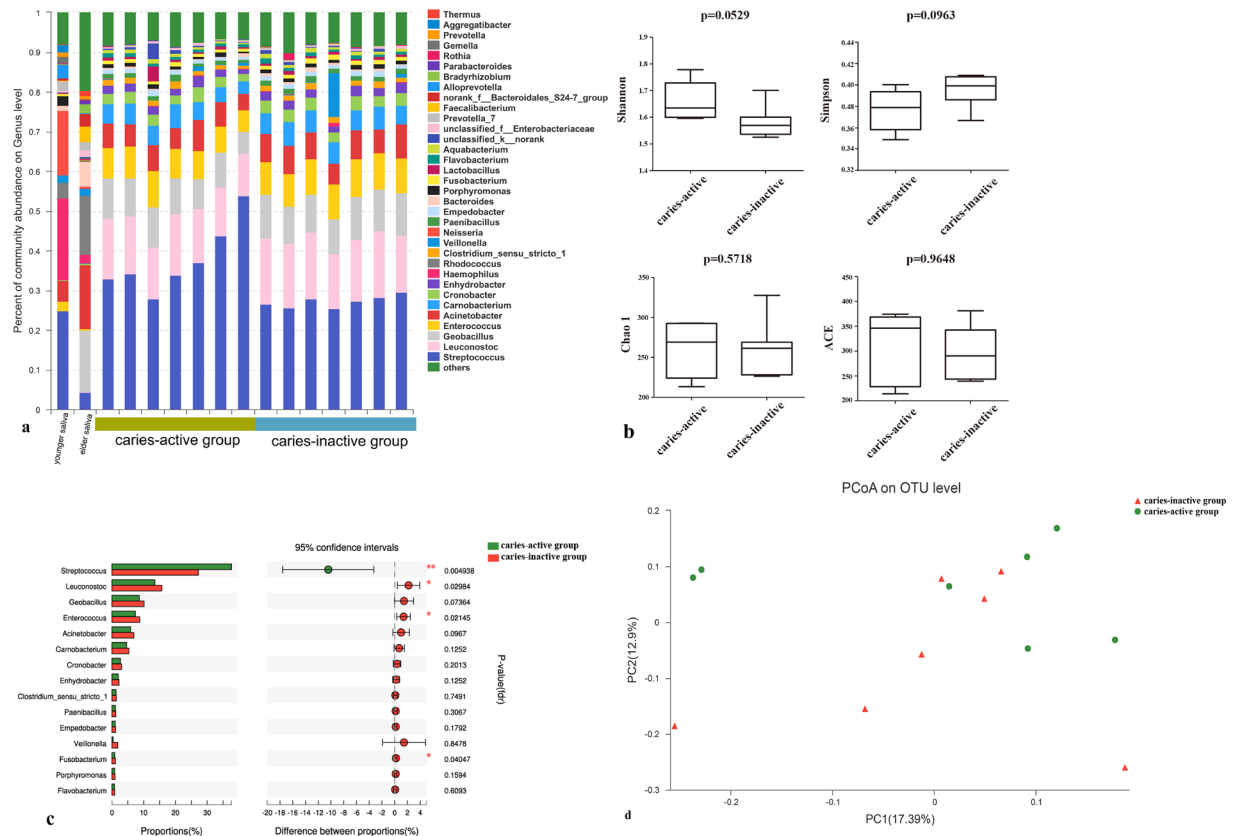 Percent of community abundance on Genus level
1
0.9
0.8
0.7
0.6
0.5
0.4
0.3
0.2
0.1
0
younger saliva
elder saliva
caries-active group
caries-inactive group
a
Thermus
Aggregatibacter
Prevotella
Gemella
Rothia
Parabacteroides
Bradyrhizobium
Alloprevotella
norank_f__Bacteroidales_S24-7_group
Faecalibacterium
Prevotella_7
unclassified_f__Enterobacteriaceae
unclassified_k__norank
Aquabacterium
Flavobacterium
Lactobacillus
Fusobacterium
Porphyromonas
Bacteroides
Empedobacter
Paenibacillus
Neisseria
Veillonella
Clostridium_sensu_stricto_1
Rhodococcus
Haemophilus
Enhydrobacter
Cronobacter
Carnobacterium
Acinetobacter
Enterococcus
Geobacillus
Leuconostoc
Streptococcus
others
p=0.0529
Shannon
1.9
1.8
1.7
1.6
1.5
1.4
caries-active
caries-inactive
p=0.0963
Simpson
0.44
0.40
0.48
0.36
0.32
caries-active
caries-inactive
p=0.5718
Chao 1
350
300
250
200
caries-active
caries-inactive
p=0.9648
ACE
400
350
300
250
200
caries-active
caries-inactive
b
95% confidence intervals
caries-active group
caries-inactive group
Streptococcus
Leuconostoc
Geobacillus
Enterococcus
Acinetobacter
Carnobacterium
Cronobacter
Enhydrobacter
Clostridium_sensu_stricto_1
Paenibacillus
Empedobacter
Veillonella
Fusobacterium
Porphyromonas
Flavobacterium
** 0.004938
* 0.02984
0.07364
* 0.02145
0.0967
0.1252
0.2013
0.1252
0.7491
0.3067
0.1792
0.8478
* 0.04047
0.1594
0.6093
P-value(fdr)
0 10 20 30
Proportions(%)
-20 -18 -16 -14 -12 -10 -8 -6 -4 -2 0 2 4
Difference between proportions(%)
c
PCoA on OTU level
caries-inactive group
caries-active group
PC2(12.9%)
0.2
0.1
0
-0.1
-0.2
-0.3
-0.2 -0.1 0 0.1
PC1(17.39%)
d